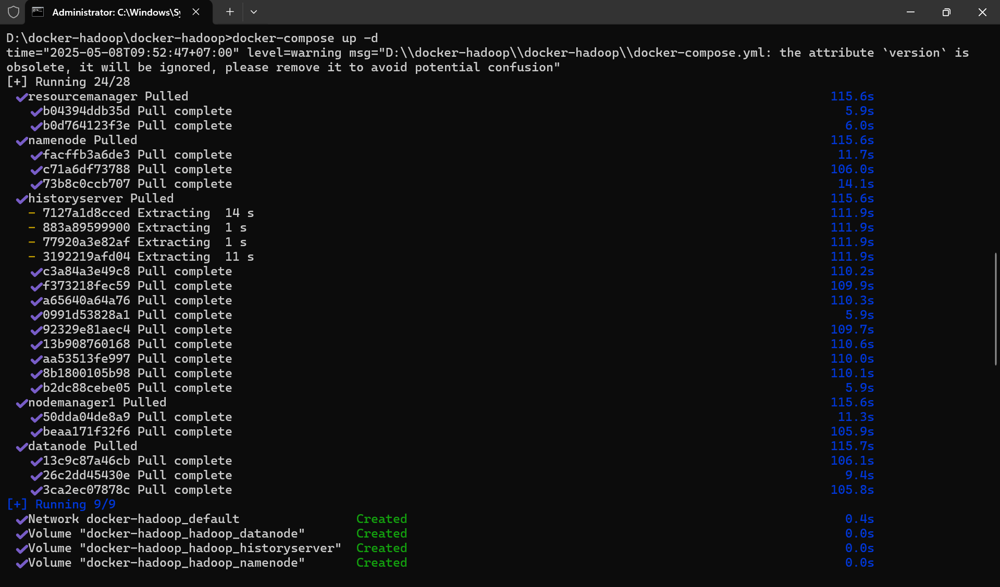 Administrator: C:\Windows\Sy
D:\docker-hadoop\docker-hadoop>docker-compose up -d
time="2025-05-08T09:52:47+07:00" level=warning msg="D:\\docker-hadoop\\docker-hadoop\\docker-compose.yml: the attribute `version` is
obsolete, it will be ignored, please remove it to avoid potential confusion"
[+] Running 24/28
✔resourcemanager Pulled 115.6s
✔b04394ddb35d Pull complete 5.9s
✔b0d764123f3e Pull complete 6.0s
✔namenode Pulled 115.6s
✔facffb3a6de3 Pull complete 11.7s
✔c71a6df73788 Pull complete 106.0s
✔73b8c0ccb707 Pull complete 14.1s
✔historyserver Pulled 115.6s
- 7127a1d8cced Extracting 14 s 111.9s
- 883a89599900 Extracting 1 s 111.9s
- 77920a3e82af Extracting 1 s 111.9s
- 3192219afd04 Extracting 11 s 111.9s
✔c3a84a3e49c8 Pull complete 110.2s
✔f373218fec59 Pull complete 109.9s
✔a65640a64a76 Pull complete 110.3s
✔0991d53828a1 Pull complete 5.9s
✔92329e81aec4 Pull complete 109.7s
✔13b908760168 Pull complete 110.6s
✔aa53513fe997 Pull complete 110.0s
✔8b1800105b98 Pull complete 110.1s
✔b2dc88cebe05 Pull complete 5.9s
✔nodemanager1 Pulled 115.6s
✔50dda04de8a9 Pull complete 11.3s
✔beaa171f32f6 Pull complete 105.9s
✔datanode Pulled 115.7s
✔13c9c87a46cb Pull complete 106.1s
✔26c2dd45430e Pull complete 9.4s
✔3ca2ec07878c Pull complete 105.8s
[+] Running 9/9
✔Network docker-hadoop_default Created 0.4s
✔Volume "docker-hadoop_hadoop_datanode" Created 0.0s
✔Volume "docker-hadoop_hadoop_historyserver" Created 0.0s
✔Volume "docker-hadoop_hadoop_namenode" Created 0.0s